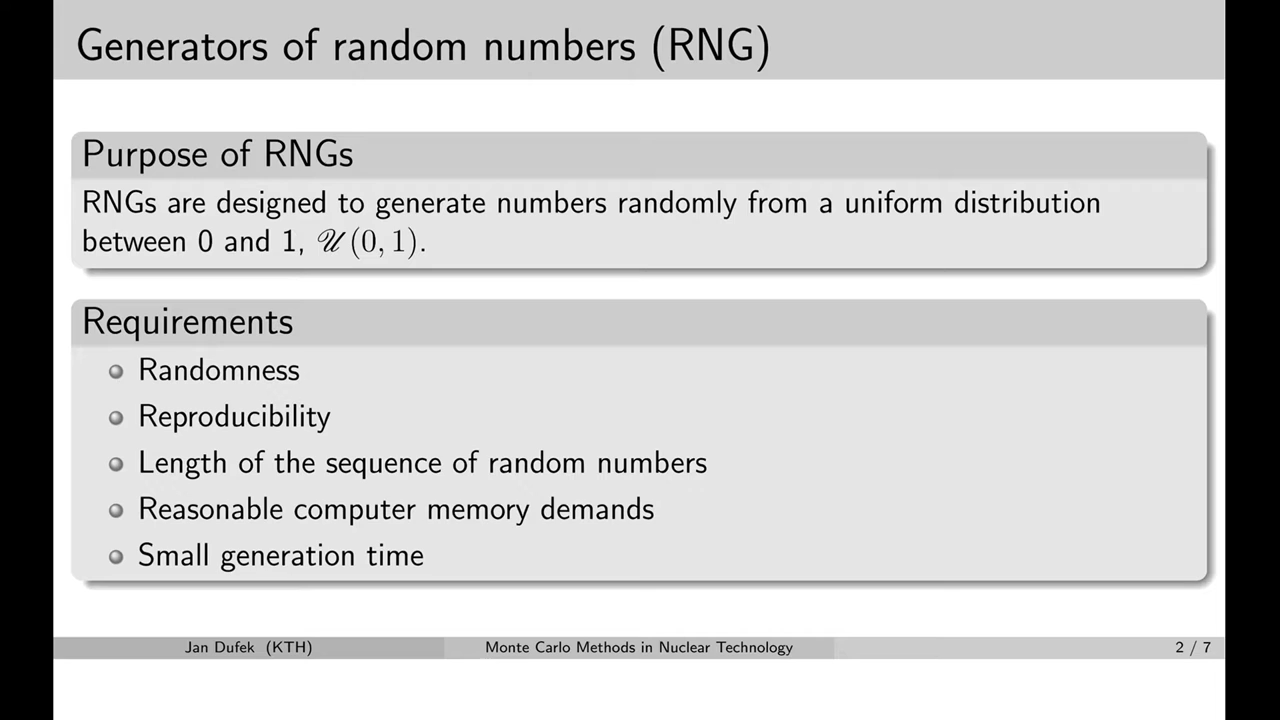 Generators of random numbers (RNG)
Purpose of RNGs
RNGs are designed to generate numbers randomly from a uniform distribution
between 0 and 1, 𝒰 (0, 1).
Requirements
Randomness
Reproducibility
Length of the sequence of random numbers
Reasonable computer memory demands
Small generation time
Jan Dufek (KTH) Monte Carlo Methods in Nuclear Technology 2 / 7